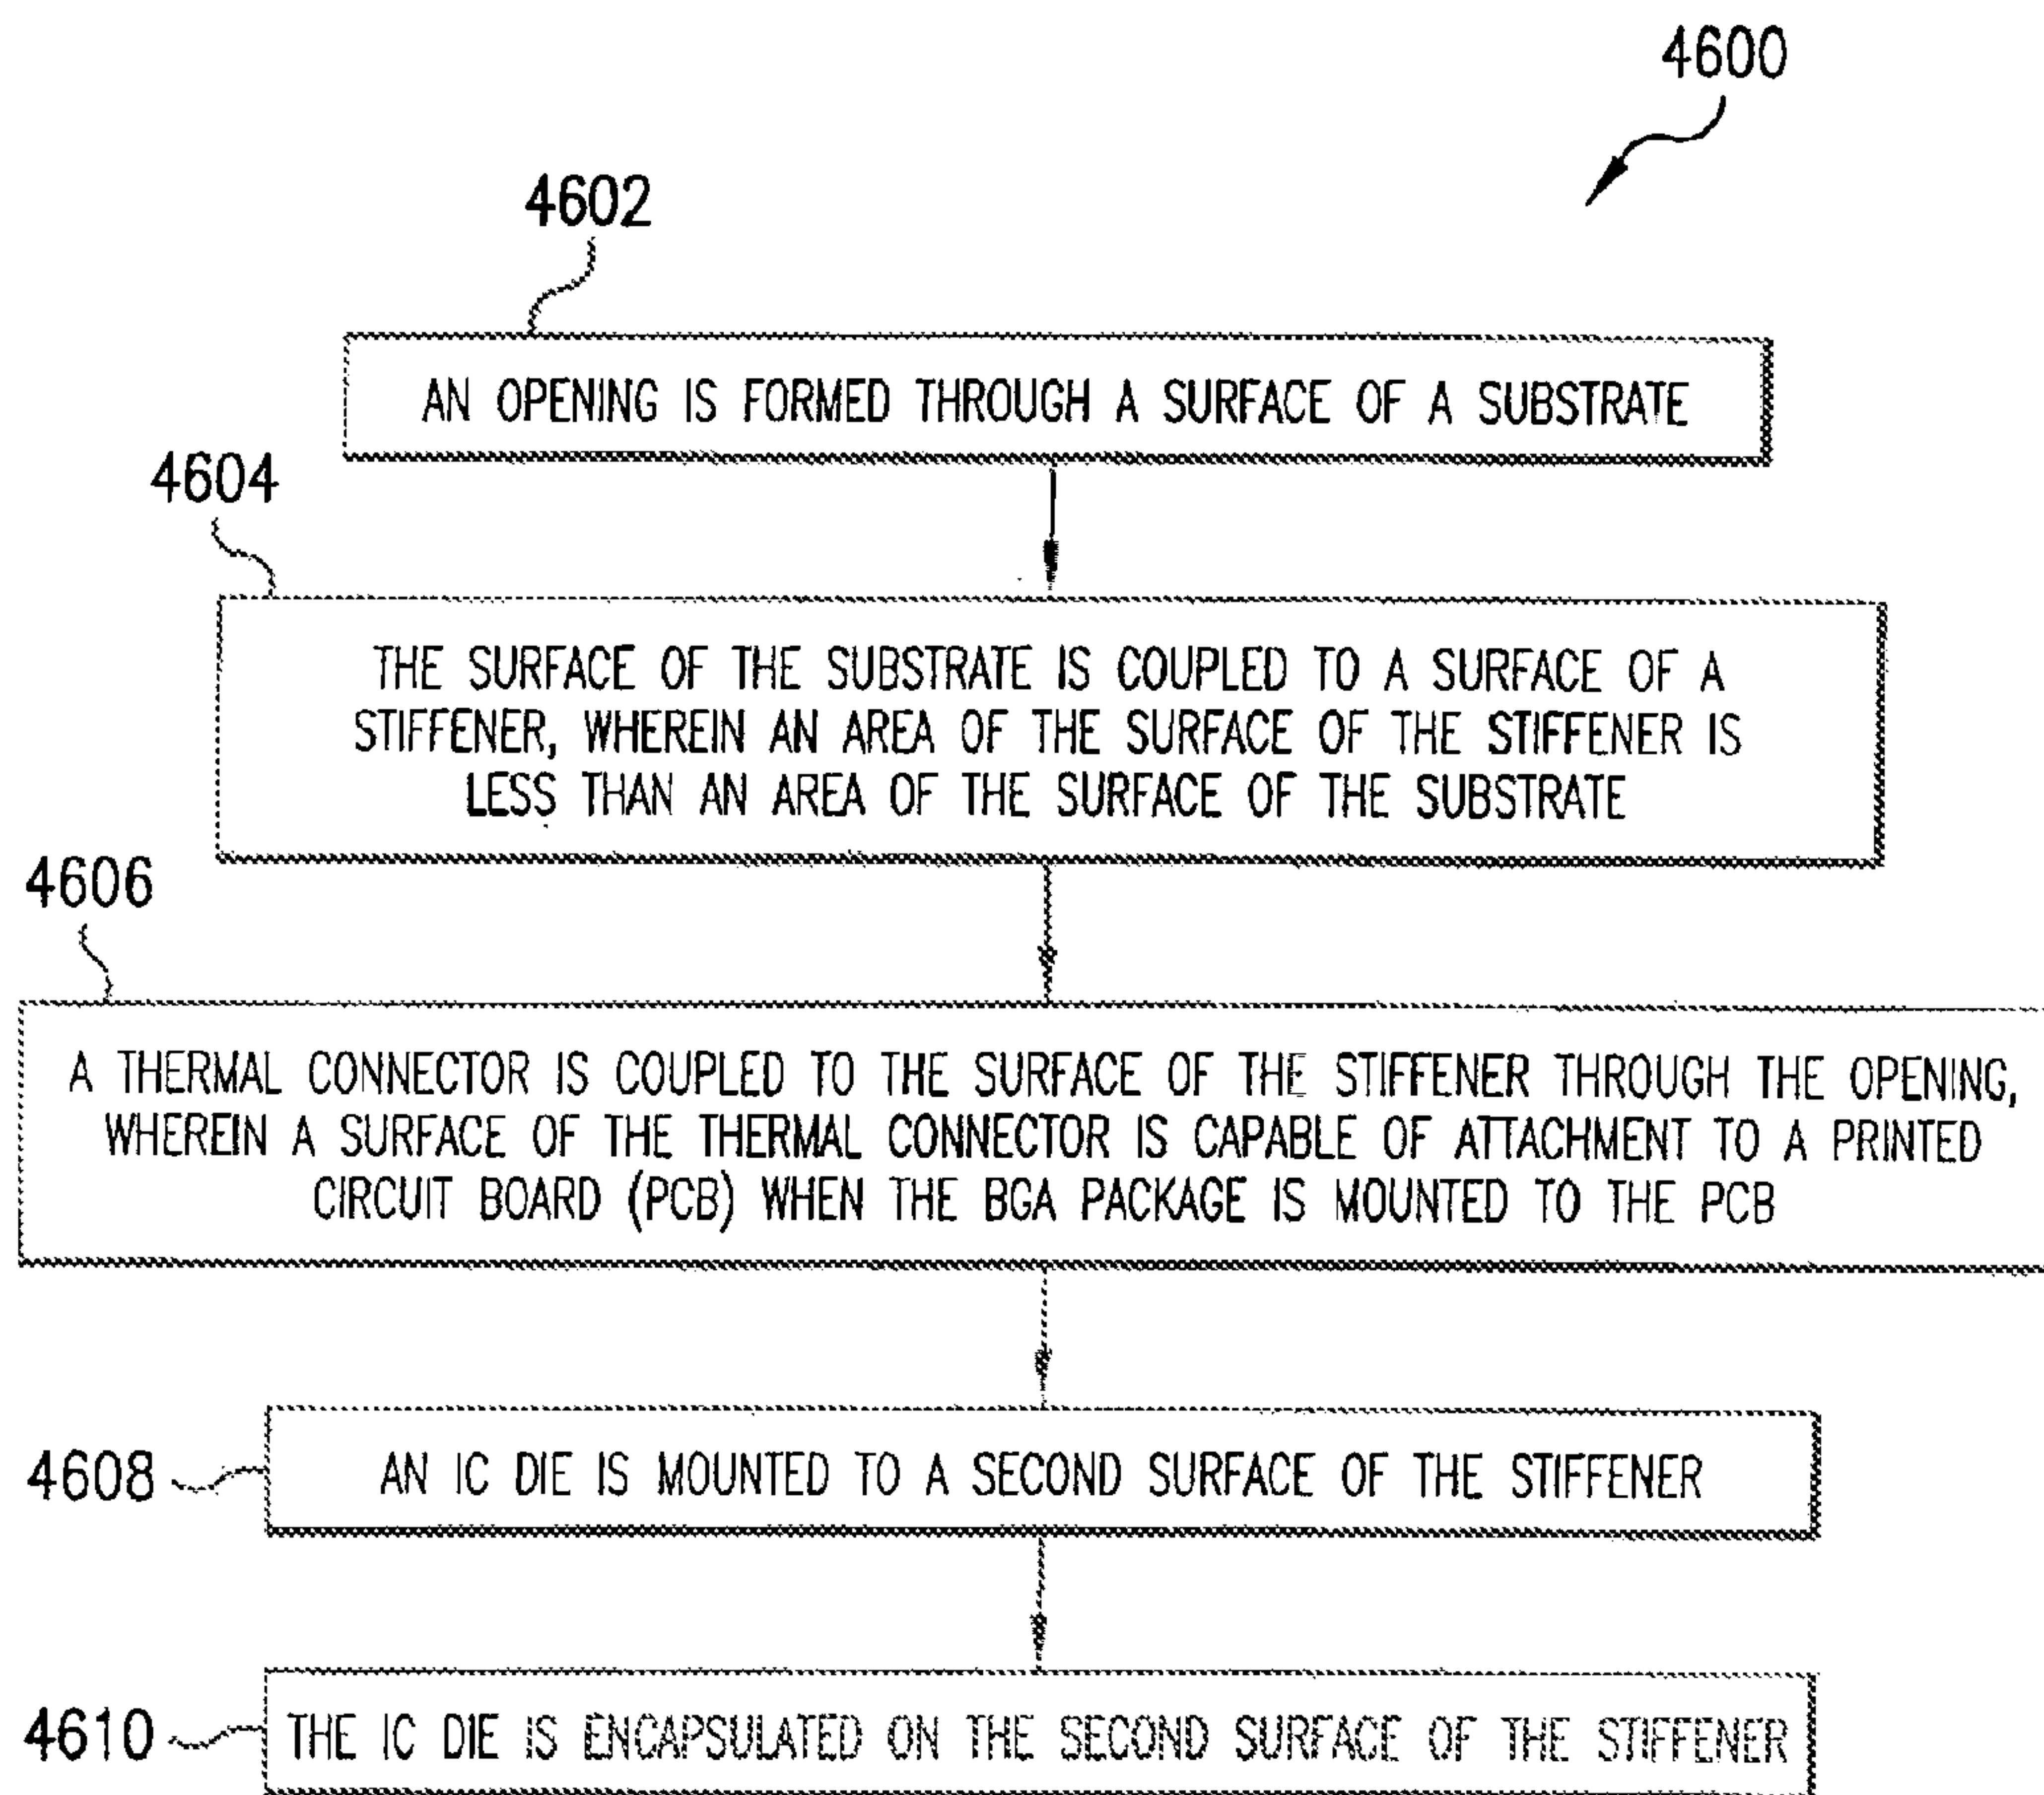 4600
4602
AN OPENING IS FORMED THROUGH A SURFACE OF A SUBSTRATE
4604
THE SURFACE OF THE SUBSTRATE IS COUPLED TO A SURFACE OF A
STIFFENER, WHEREIN AN AREA OF THE SURFACE OF THE STIFFENER IS
LESS THAN AN AREA OF THE SURFACE OF THE SUBSTRATE
4606
A THERMAL CONNECTOR IS COUPLED TO THE SURFACE OF THE STIFFENER THROUGH THE OPENING,
WHEREIN A SURFACE OF THE THERMAL CONNECTOR IS CAPABLE OF ATTACHMENT TO A PRINTED
CIRCUIT BOARD (PCB) WHEN THE BGA PACKAGE IS MOUNTED TO THE PCB
4608
AN IC DIE IS MOUNTED TO A SECOND SURFACE OF THE STIFFENER
4610
THE IC DIE IS ENCAPSULATED ON THE SECOND SURFACE OF THE STIFFENER